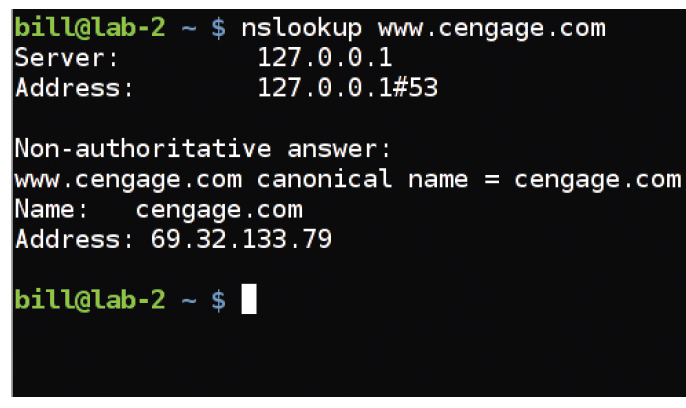 bill@lab-2 ~ $ nslookup www.cengage.com
Server:         127.0.0.1
Address:        127.0.0.1#53
Non-authoritative answer:
www.cengage.com canonical name = cengage.com
Name:   cengage.com
Address: 69.32.133.79
bill@lab-2 ~ $